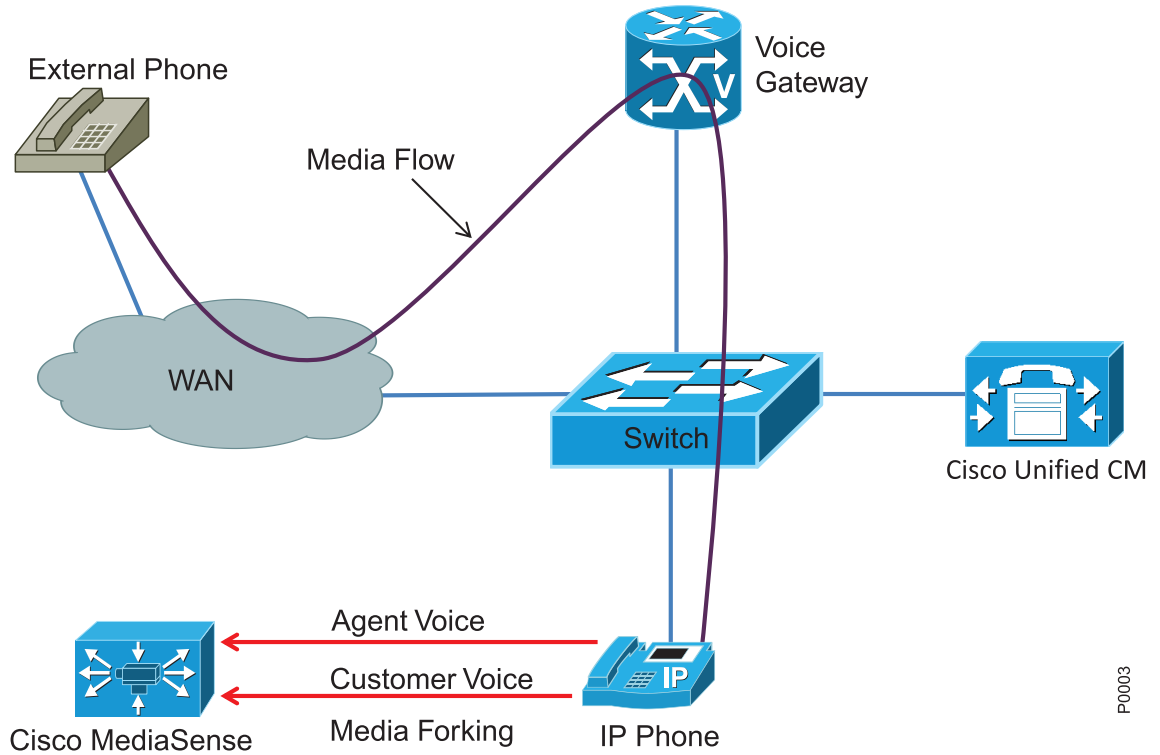 External Phone
Voice
Gateway
V
Media Flow
WAN
Switch
Cisco Unified CM
Agent Voice
Customer Voice
IP
Media Forking
Cisco MediaSense
IP Phone
P0003